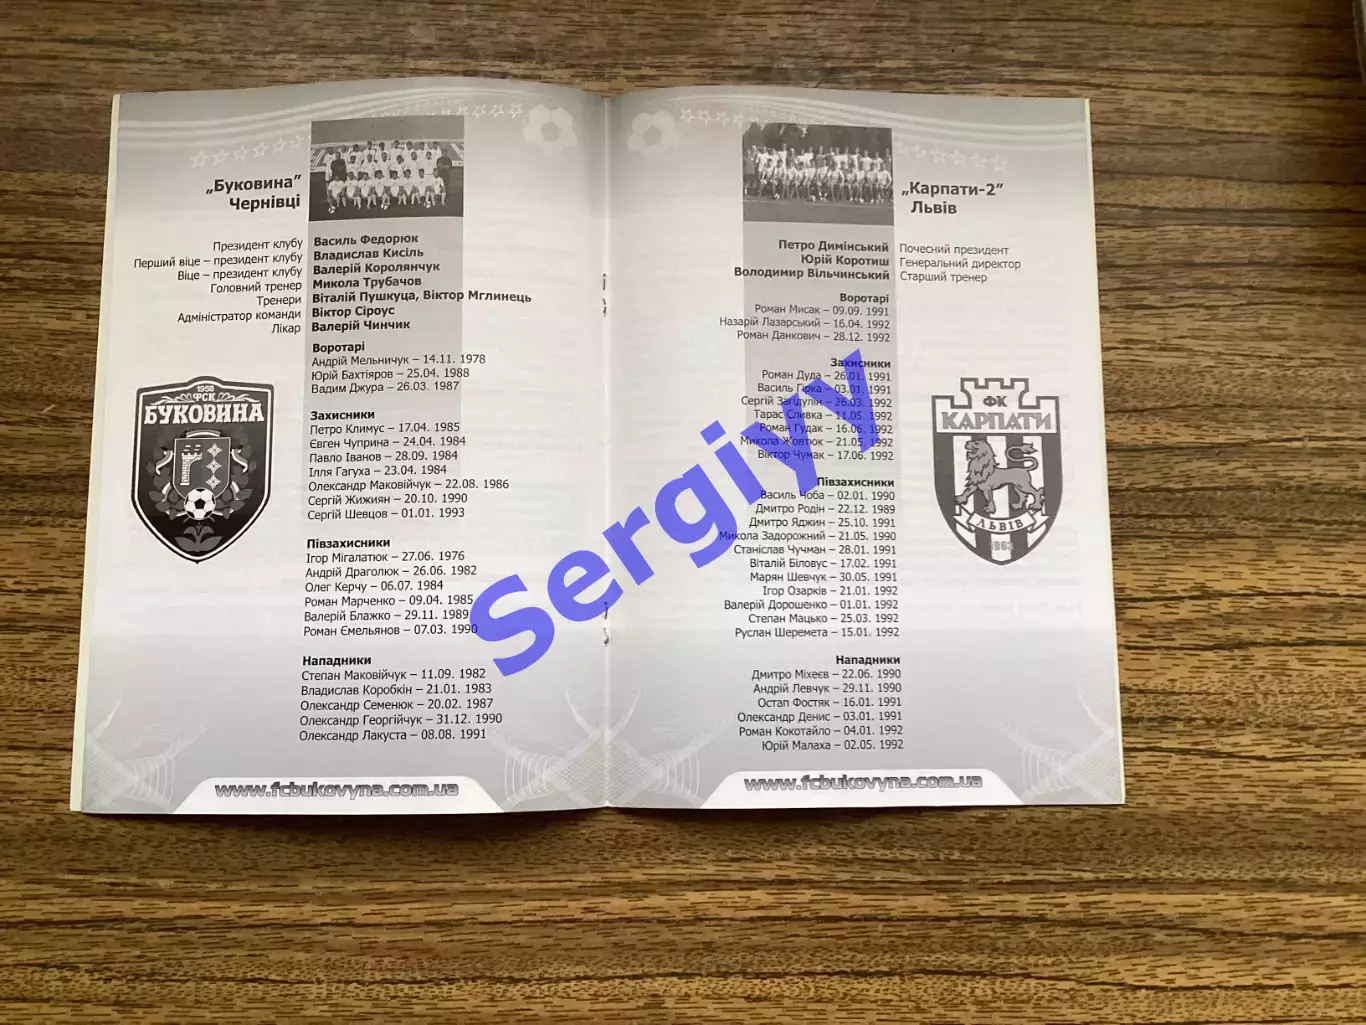 „Буковина”
Чернівці
Президент клубу Василь Федорюк
Перший віце – президент клубу Владислав Кисіль
Віце – президент клубу Валерій Королянчук
Головний тренер Микола Трубачов
Тренери Віталій Пушкуца, Віктор Мглинець
Адміністратор команди Віктор Сіроус
Лікар Валерій Чинчик
Воротарі
Андрій Мельничук – 14.11. 1978
Юрій Бахтіяров – 25.04. 1988
Вадим Джура – 26.03. 1987
Захисники
Петро Климус – 17.04. 1985
Євген Чуприна – 24.04. 1984
Павло Іванов – 28.09. 1984
Ілля Гагуха – 23.04. 1984
Олександр Маковійчук – 22.08. 1986
Сергій Жижиян – 20.10. 1990
Сергій Шевцов – 01.01. 1993
Півзахисники
Ігор Мігалатюк – 27.06. 1976
Андрій Драголюк – 26.06. 1982
Олег Керчу – 06.07. 1984
Роман Марченко – 09.04. 1985
Валерій Блажко – 29.11. 1989
Роман Ємельянов – 07.03. 1990
Нападники
Степан Маковійчук – 11.09. 1982
Владислав Коробкін – 21.01. 1983
Олександр Семенюк – 20.02. 1987
Олександр Георгійчук – 31.12. 1990
Олександр Лакуста – 08.08. 1991
1958
ФСК
БУКОВИНА
www.fcbukovyna.com.ua
„Карпати-2”
Львів
Петро Димінський Почесний президент
Юрій Коротиш Генеральний директор
Володимир Вільчинський Старший тренер
Воротарі
Роман Мисак – 09.09. 1991
Назарій Лазарський – 16.04. 1992
Роман Данкович – 28.12. 1992
Захисники
Роман Дуда – 26.01. 1991
Василь Гірка – 03.01. 1991
Сергій Загідулін – 26.03. 1992
Тарас Сливка – 11.05. 1992
Роман Гудак – 16.06. 1992
Микола Жовтюк – 21.05. 1992
Віктор Чумак – 17.06. 1992
Півзахисники
Василь Чоба – 02.01. 1990
Дмитро Родін – 22.12. 1989
Дмитро Яджин – 25.10. 1991
Микола Задорожний – 21.05. 1990
Станіслав Чучман – 28.01. 1991
Віталій Біловус – 17.02. 1991
Марян Шевчук – 30.05. 1991
Ігор Озарків – 21.01. 1992
Валерій Дорошенко – 01.01. 1992
Степан Мацько – 25.03. 1992
Руслан Шеремета – 15.01. 1992
Нападники
Дмитро Міхеєв – 22.06. 1990
Андрій Левчук – 29.11. 1990
Остап Фостяк – 16.01. 1991
Олександр Денис – 03.01. 1991
Роман Кокотайло – 04.01. 1992
Юрій Малаха – 02.05. 1992
ФК
КАРПАТИ
ЛЬВІВ
1963
www.fcbukovyna.com.ua
Sergiyy